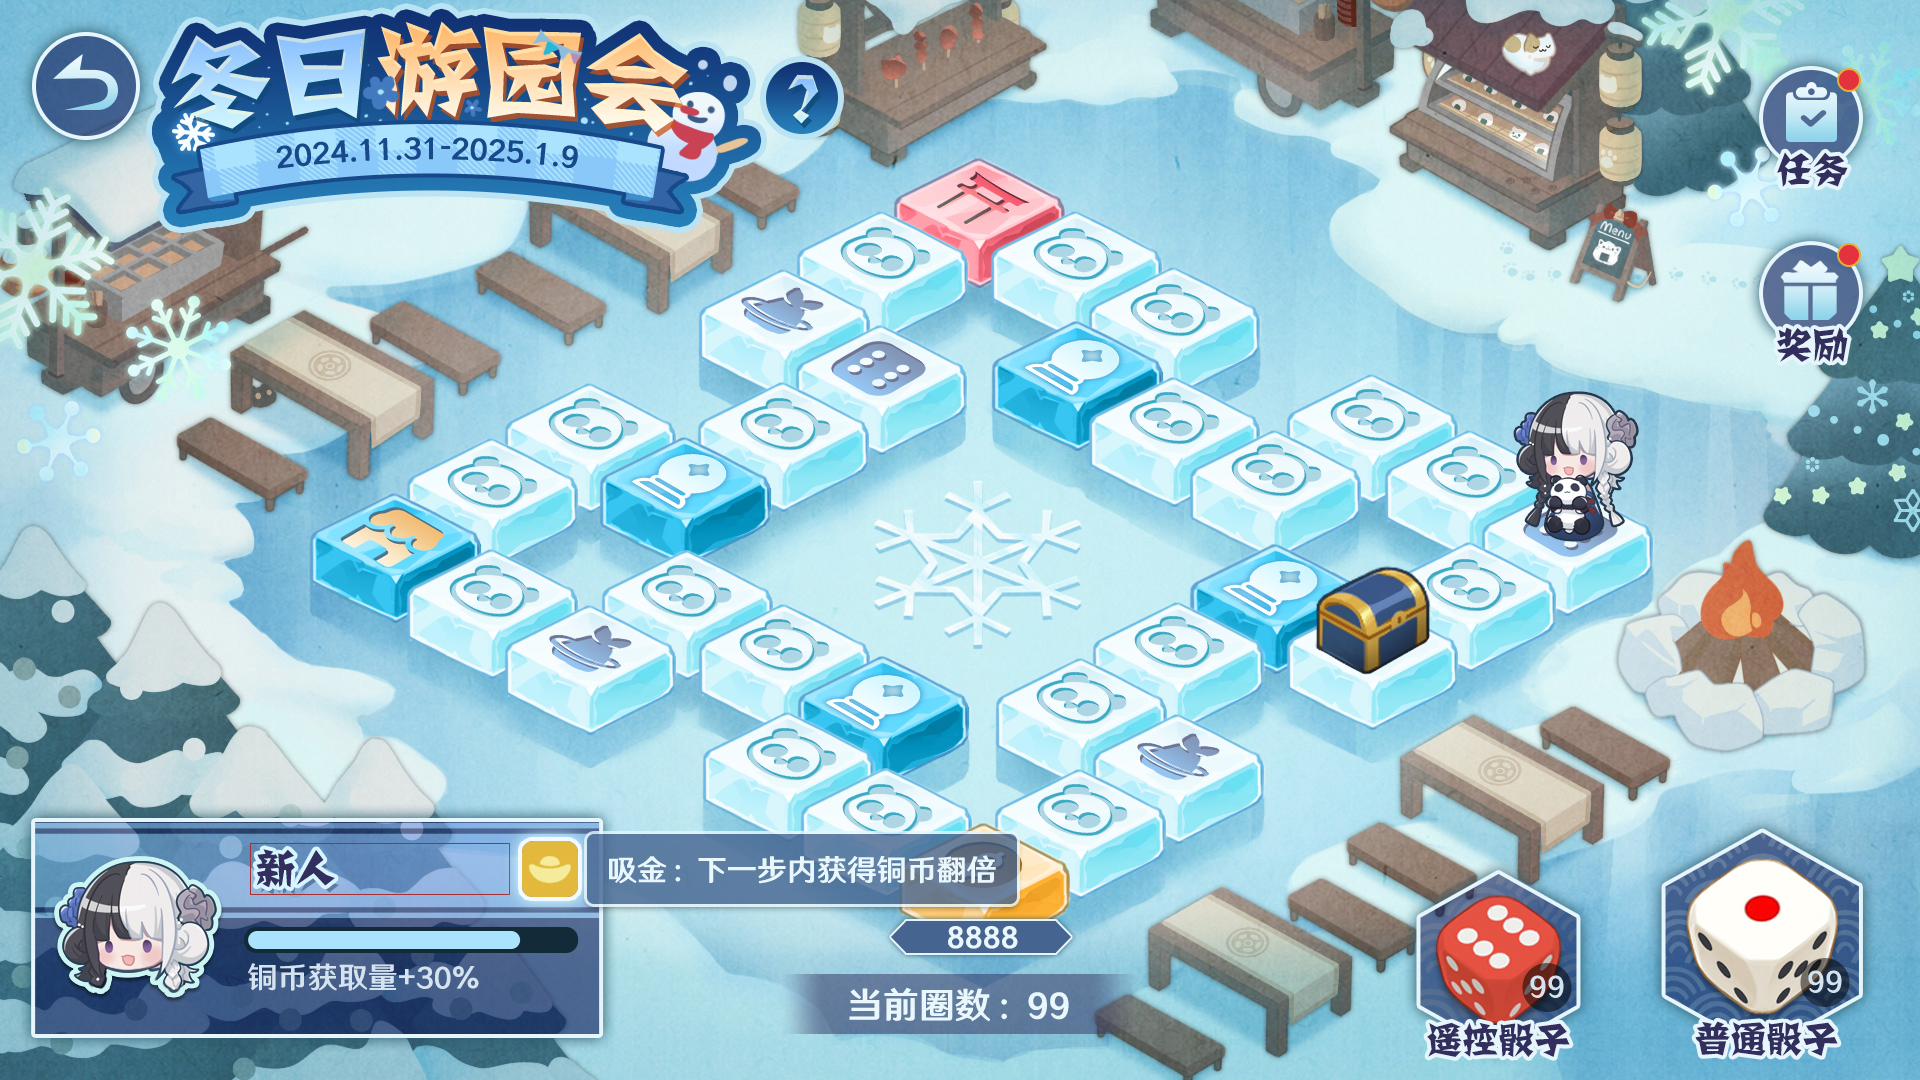 冬日游园会
2024.11.31-2025.1.9
?
任务
Menu
奖励
新人
吸金：下一步内获得铜币翻倍
铜币获取量+30%
8888
当前圈数：99
99
遥控骰子
99
普通骰子